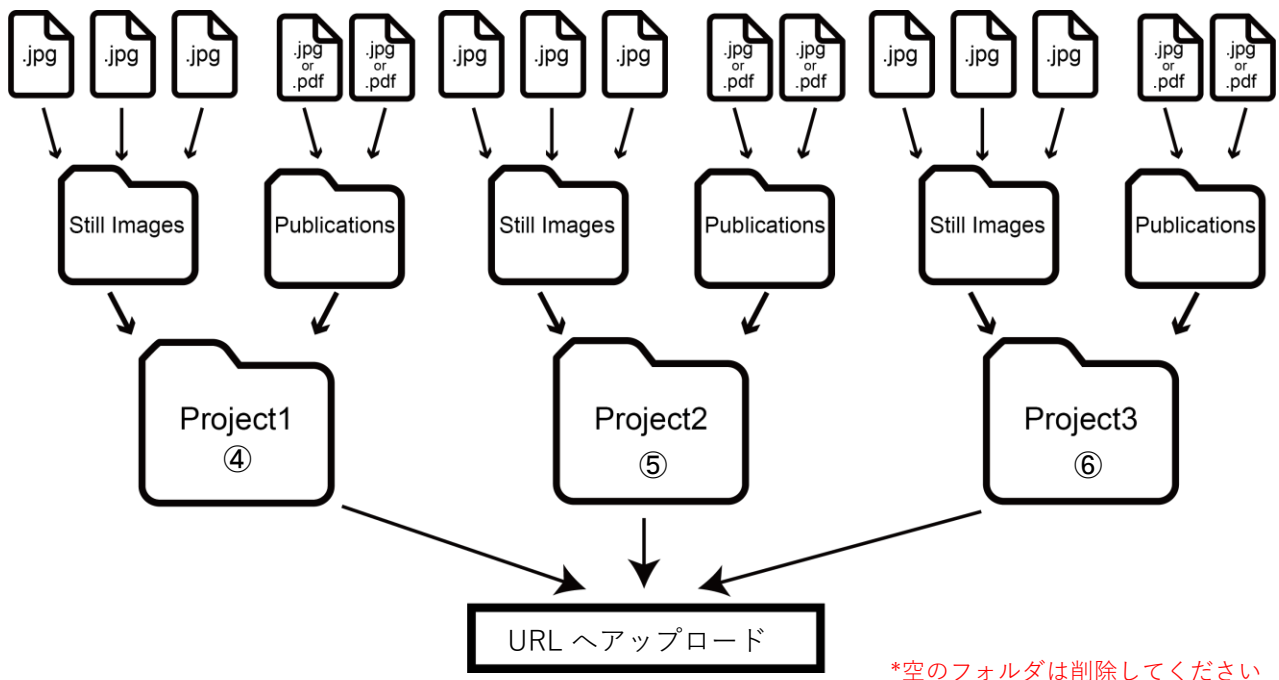 .jpg
.jpg
.jpg
.jpg
or
.pdf
.jpg
or
.pdf
.jpg
.jpg
.jpg
.jpg
or
.pdf
.jpg
or
.pdf
.jpg
.jpg
.jpg
.jpg
or
.pdf
.jpg
or
.pdf
Still Images
Publications
Still Images
Publications
Still Images
Publications
Project1
④
Project2
⑤
Project3
⑥
URL へアップロード
*空のフォルダは削除してください